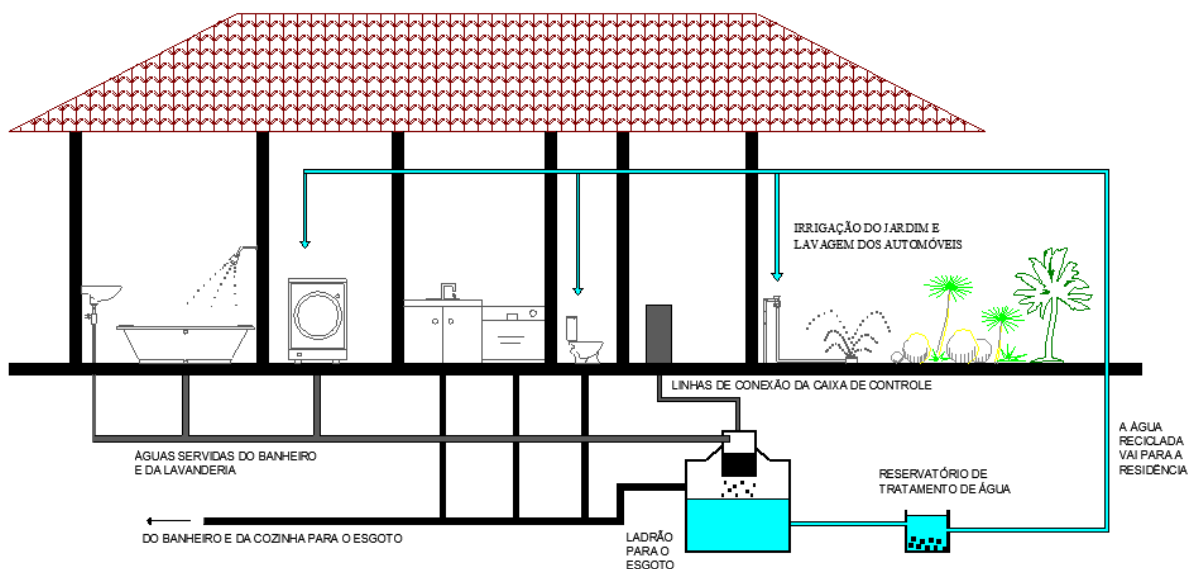 IRRIGAÇÃO DO JARDIM E
LAVAGEM DOS AUTOMÓVEIS
LINHAS DE CONEXÃO DA CAIXA DE CONTROLE
ÁGUAS SERVIDAS DO BANHEIRO
E DA LAVANDERIA
A ÁGUA
RECICLADA
VAI PARA A
RESIDÊNCIA
RESERVATÓRIO DE
TRATAMENTO DE ÁGUA
DO BANHEIRO E DA COZINHA PARA O ESGOTO
LADRÃO
PARA O
ESGOTO